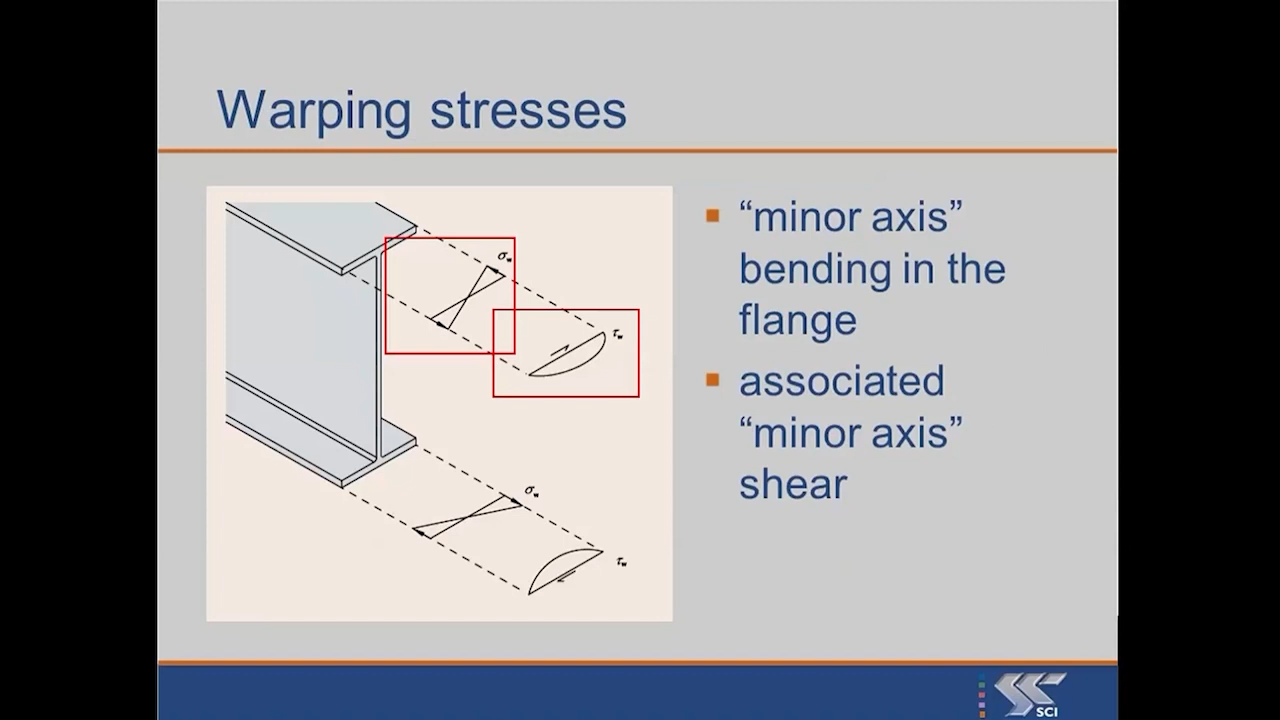 Warping stresses
“minor axis”
bending in the
flange
associated
“minor axis”
shear
σw
τw
σw
τw
SCI